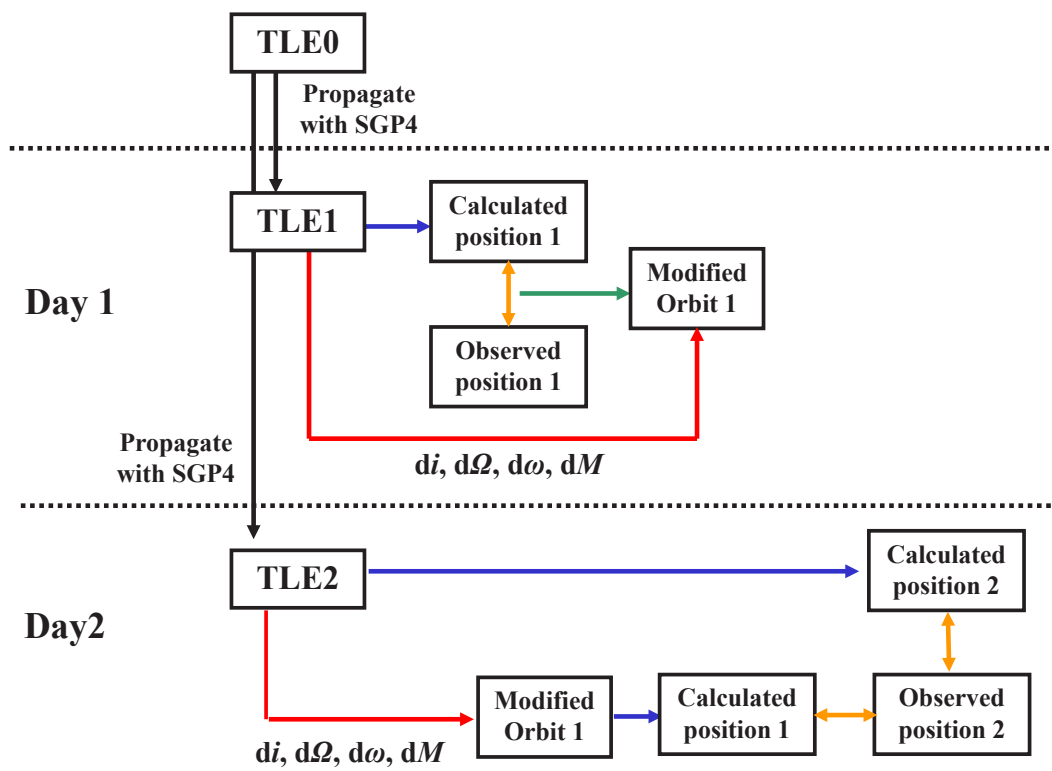 TLE0
Propagate
with SGP4
TLE1
Calculated
position 1
Modified
Orbit 1
Day 1
Observed
position 1
Propagate
with SGP4
di, dΩ, dω, dM
TLE2
Calculated
position 2
Day2
Modified
Orbit 1
Calculated
position 1
Observed
position 2
di, dΩ, dω, dM